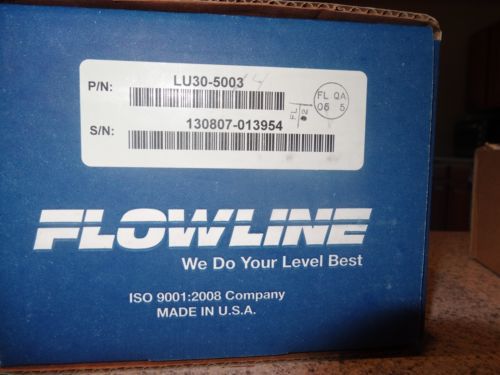 P/N: LU30-5003
FL QA
05 5
S/N: 130807-013954
FLOWLINE
We Do Your Level Best
ISO 9001:2008 Company
MADE IN U.S.A.